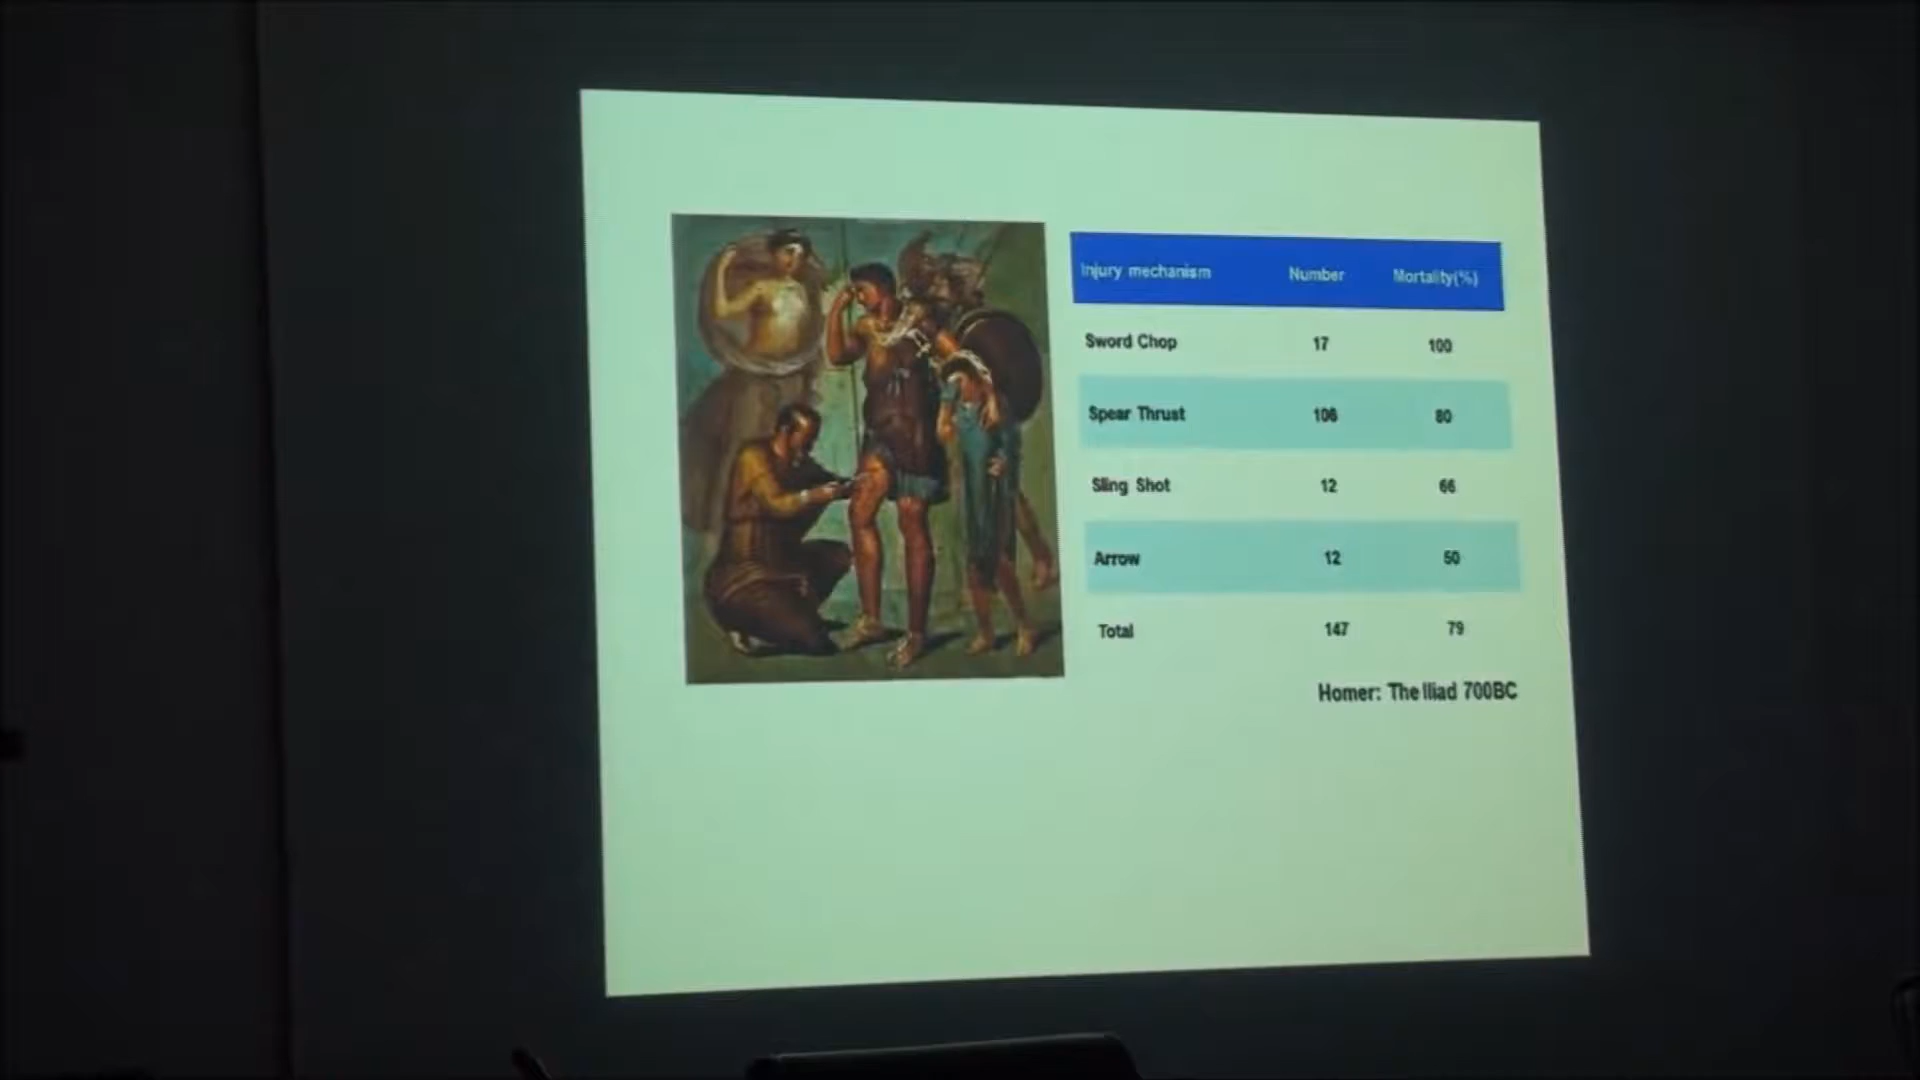 Injury mechanism Number Mortality(%)
Sword Chop 17 100
Spear Thrust 106 80
Sling Shot 12 66
Arrow 12 50
Total 147 79
Homer: The Iliad 700BC